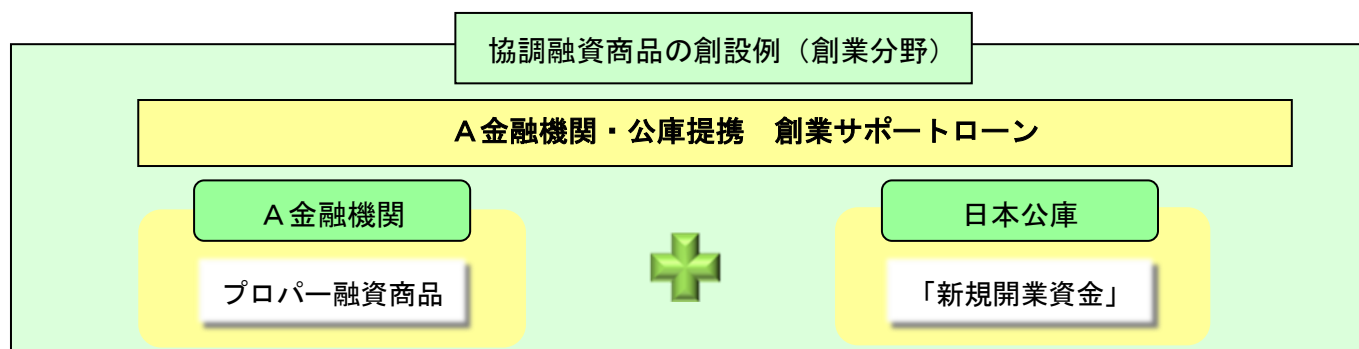 協調融資商品の創設例（創業分野）
Ａ金融機関・公庫提携　創業サポートローン
Ａ金融機関
日本公庫
プロパー融資商品
「新規開業資金」